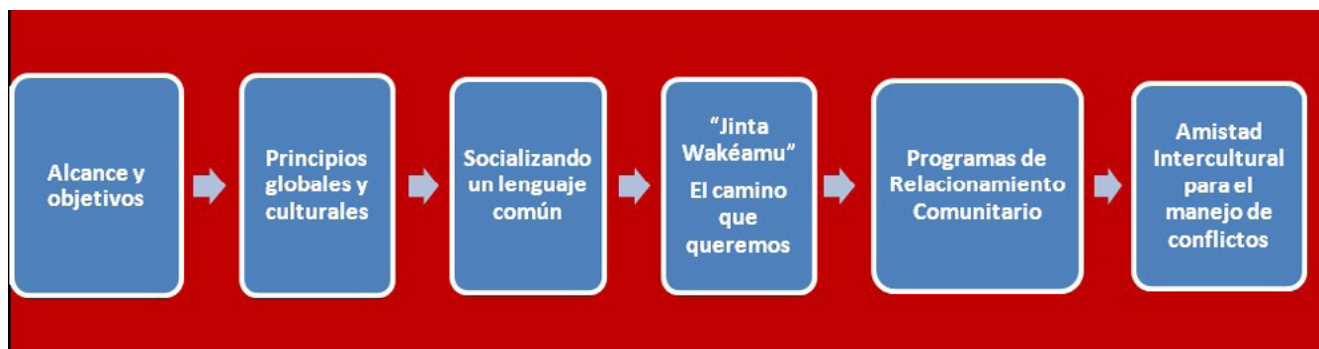 Alcance y
objetivos
Principios
globales y
culturales
Socializando
un lenguaje
común
“Jinta
Wakéamu”
El camino
que
queremos
Programas de
Relacionamiento
Comunitario
Amistad
Intercultural
para el
manejo de
conflictos